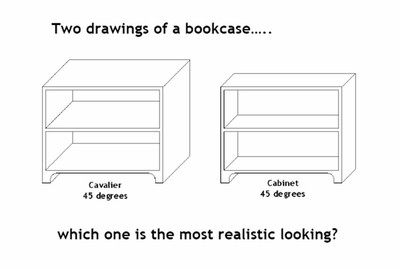 Two drawings of a bookcase.....
Cavalier
45 degrees
Cabinet
45 degrees
which one is the most realistic looking?